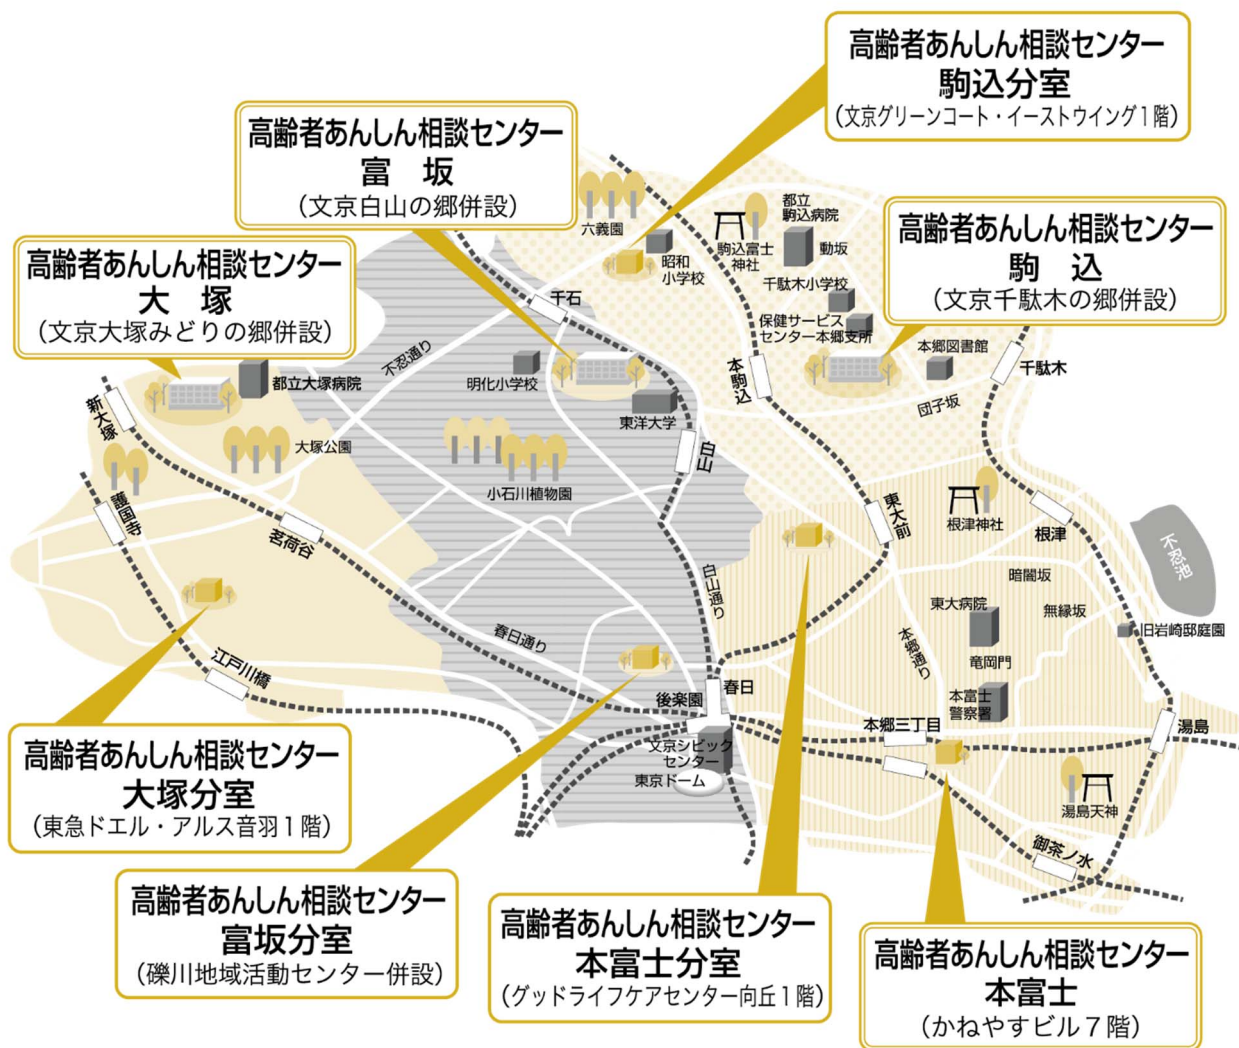 高齢者あんしん相談センター
駒込分室
(文京グリーンコート・イーストウイング1階)
高齢者あんしん相談センター
富 坂
(文京白山の郷併設)
高齢者あんしん相談センター
駒 込
(文京千駄木の郷併設)
高齢者あんしん相談センター
大 塚
(文京大塚みどりの郷併設)
六義園
昭和
小学校
駒込富士
神社
都立
駒込病院
動坂
千駄木小学校
保健サービス
センター本郷支所
本郷図書館
千駄木
団子坂
千石
不忍通り
明化小学校
東洋大学
本駒込
白山
都立大塚病院
新大塚
大塚公園
小石川植物園
護国寺
茗荷谷
東大前
根津神社
根津
不忍池
暗闇坂
無縁坂
東大病院
旧岩崎邸庭園
竜岡門
白山通り
春日通り
本郷通り
江戸川橋
後楽園
春日
本富士
警察署
本郷三丁目
湯島
文京シビック
センター
東京ドーム
湯島天神
御茶ノ水
高齢者あんしん相談センター
大塚分室
(東急ドエル・アルス音羽1階)
高齢者あんしん相談センター
富坂分室
(礫川地域活動センター併設)
高齢者あんしん相談センター
本富士分室
(グッドライフケアセンター向丘1階)
高齢者あんしん相談センター
本富士
(かねやすビル7階)